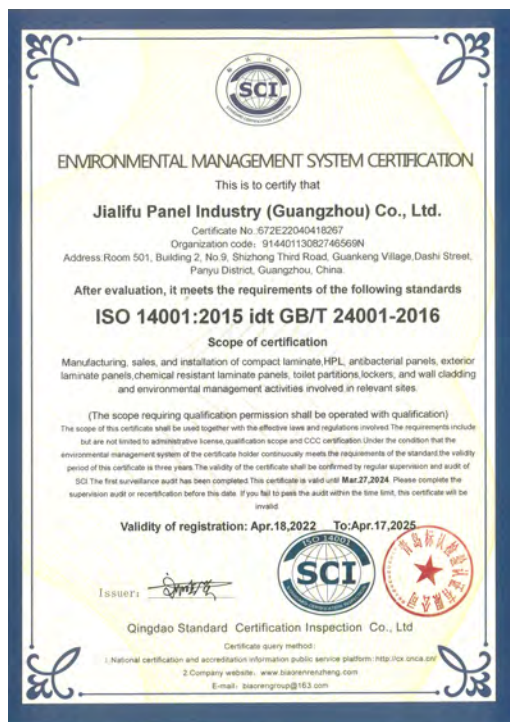 SCI
ENVIRONMENTAL MANAGEMENT SYSTEM CERTIFICATION
This is to certify that
Jialifu Panel Industry (Guangzhou) Co., Ltd.
Certificate No.:672E22040418267
Organization code: 91440113082746569N
Address:Room 501, Building 2, No.9, Shizhong Third Road, Guankeng Village,Dashi Street,
Panyu District, Guangzhou, China.
After evaluation, it meets the requirements of the following standards
ISO 14001:2015 idt GB/T 24001-2016
Scope of certification
Manufacturing, sales, and installation of compact laminate,HPL, antibacterial panels, exterior
laminate panels,chemical resistant laminate panels, toilet partitions,lockers, and wall cladding
and environmental management activities involved in relevant sites.
(The scope requiring qualification permission shall be operated with qualification)
The scope of this certificate shall be used together with the effective laws and regulations involved.The requirements include
but are not limited to administrative license,qualification scope and CCC certification.Under the condition that the
environmental management system of the certificate holder continuously meets the requirements of the standard,the validity
period of this certificate is three years.The validity of the certificate shall be confirmed by regular supervision and audit of
SCI.The first surveillance audit has been completed.This certificate is valid until Mar.27,2024. Please complete the
supervision audit or recertification before this date. If you fail to pass the audit within the time limit, this certificate will be
invalid.
Validity of registration: Apr.18,2022 To:Apr.17,2025
ISO 14001
SCI
青岛标认检验认证有限公司
Issuer:
Qingdao Standard Certification Inspection Co., Ltd
Certificate query method:
1.National certification and accreditation information public service platform: http://cx.cnca.cn/
2.Company website: www.biaorenrenzheng.com
E-mail: biaorengroup@163.com